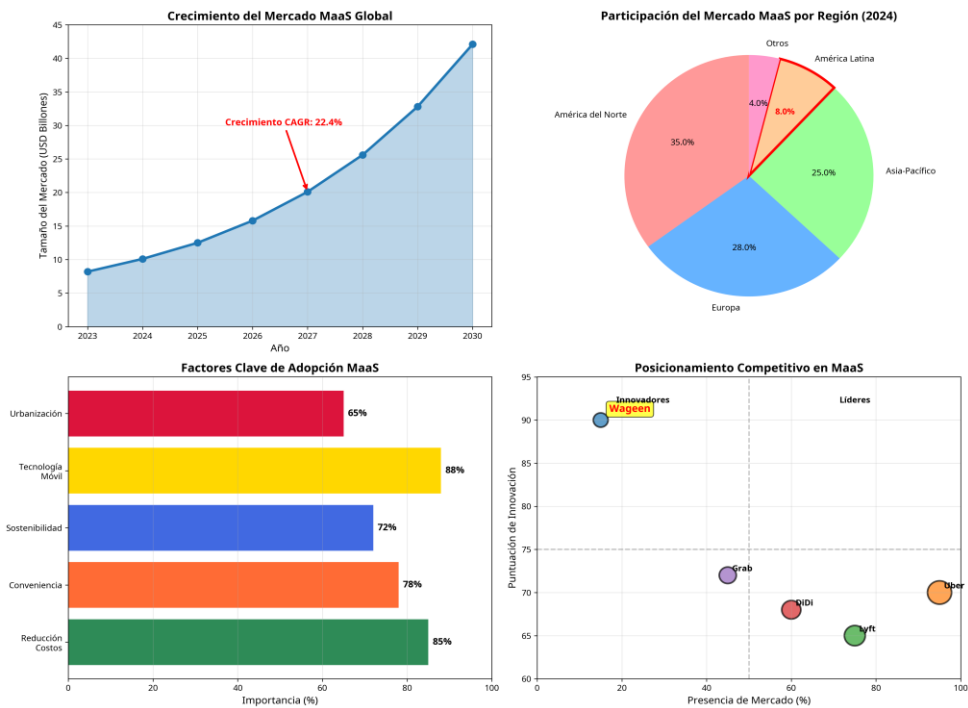 Crecimiento del Mercado MaaS Global
Tamaño del Mercado (USD Billones)
45
40
35
30
25
20
15
10
5
0
Crecimiento CAGR: 22.4%
2023 2024 2025 2026 2027 2028 2029 2030
Año
Participación del Mercado MaaS por Región (2024)
Otros
América Latina
América del Norte
4.0%
8.0%
35.0%
25.0%
Asia-Pacífico
28.0%
Europa
Factores Clave de Adopción MaaS
Urbanización
65%
Tecnología
Móvil
88%
Sostenibilidad
72%
Conveniencia
78%
Reducción
Costos
85%
0 20 40 60 80 100
Importancia (%)
Posicionamiento Competitivo en MaaS
Puntuación de Innovación
95
90
85
80
75
70
65
60
Innovadores
Líderes
Wageen
Grab
Uber
DiDi
Lyft
0 20 40 60 80 100
Presencia de Mercado (%)